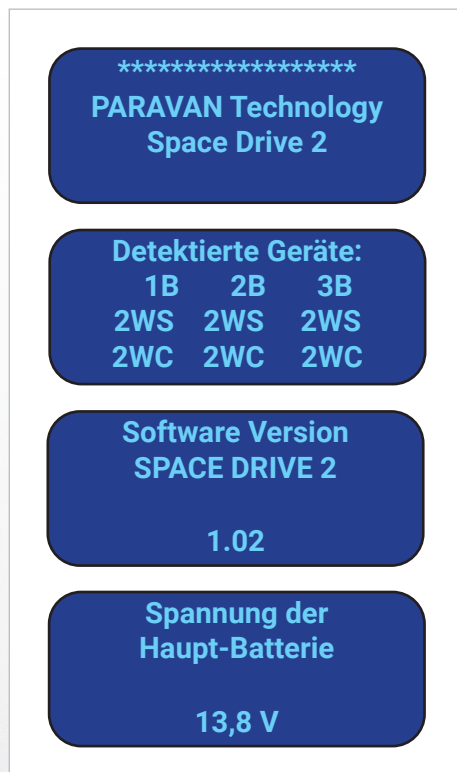 ******************
PARAVAN Technology
Space Drive 2
Detektierte Geräte:
1B 2B 3B
2WS 2WS 2WS
2WC 2WC 2WC
Software Version
SPACE DRIVE 2
1.02
Spannung der
Haupt-Batterie
13,8 V